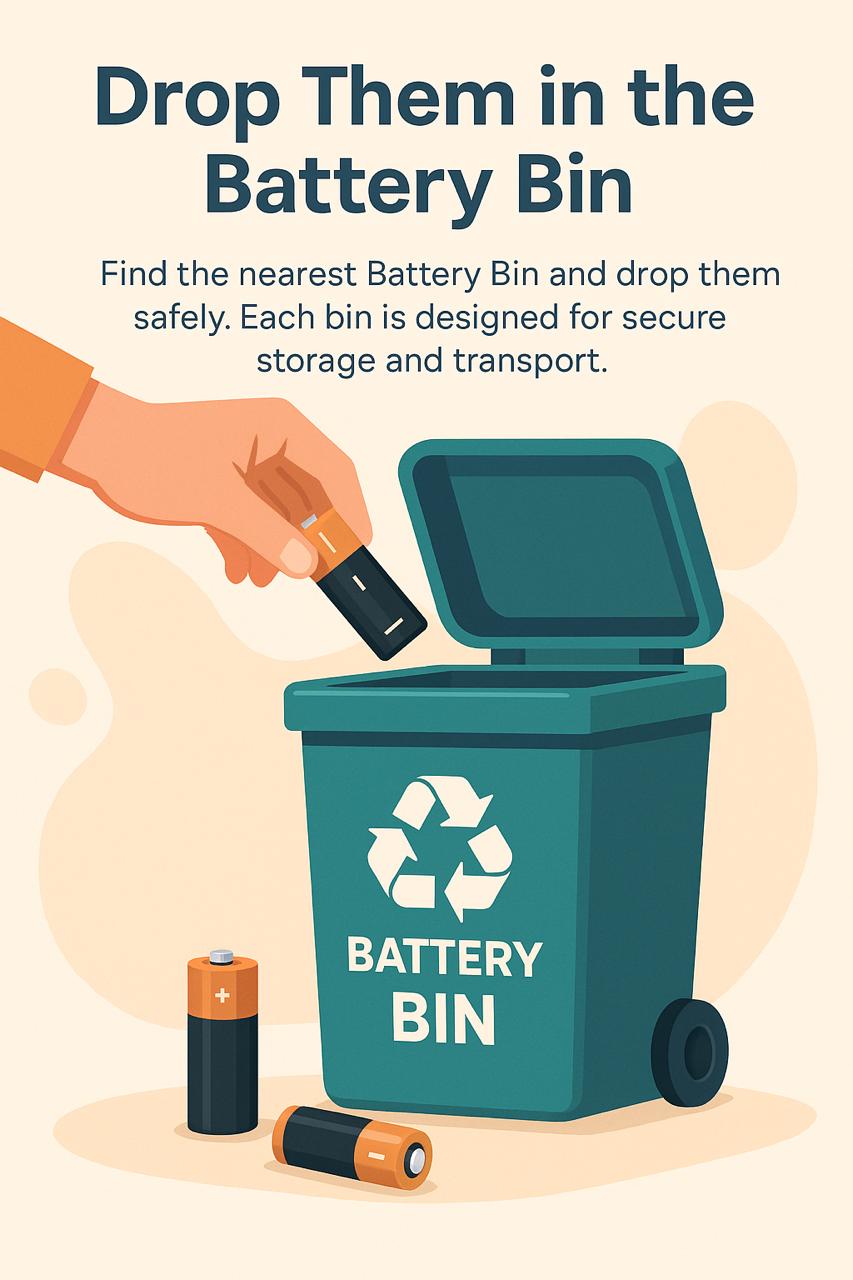 Drop Them in the
Battery Bin
Find the nearest Battery Bin and drop them
safely. Each bin is designed for secure
storage and transport.
BATTERY
BIN
+
–